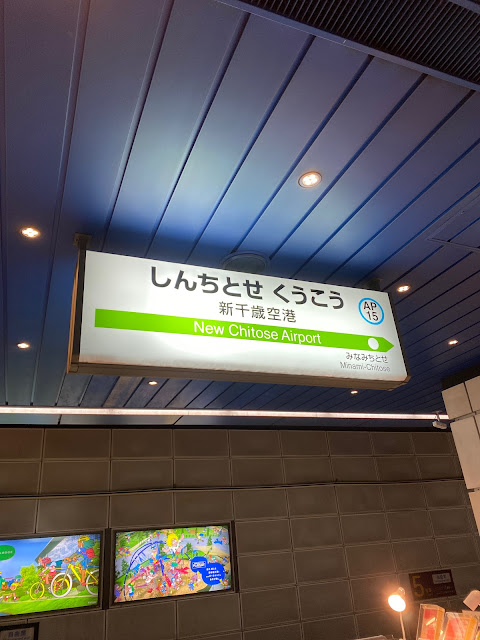 しんちとせ くうこう
新千歳空港
AP
15
New Chitose Airport
みなみちとせ
Minami-Chitose
5